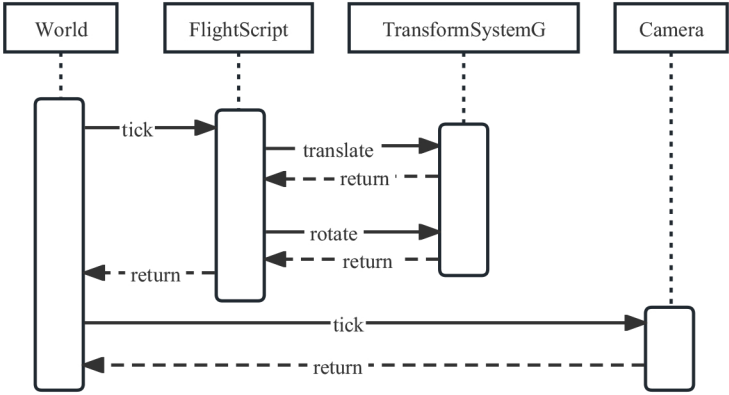 World
FlightScript
TransformSystemG
Camera
tick
translate
return
rotate
return
return
tick
return